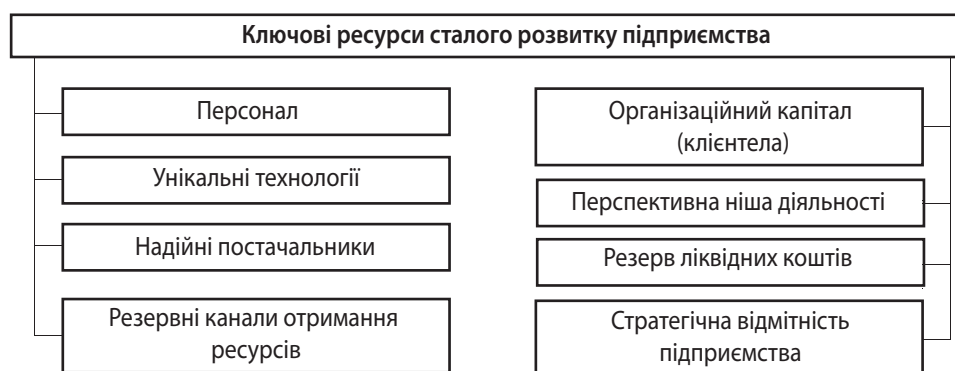 Ключові ресурси сталого розвитку підприємства
Персонал
Унікальні технології
Надійні постачальники
Резервні канали отримання
ресурсів
Організаційний капітал
(клієнтела)
Перспективна ніша діяльності
Резерв ліквідних коштів
Стратегічна відмітність
підприємства